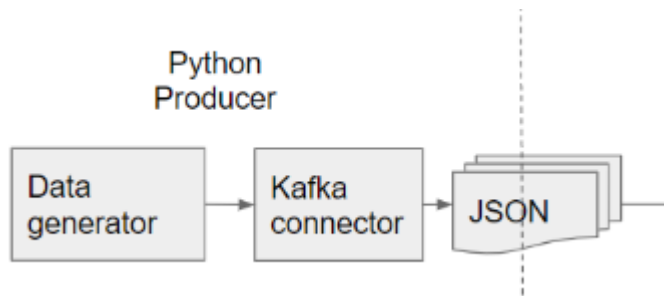 Python
Producer
Data
generator
Kafka
connector
JSON